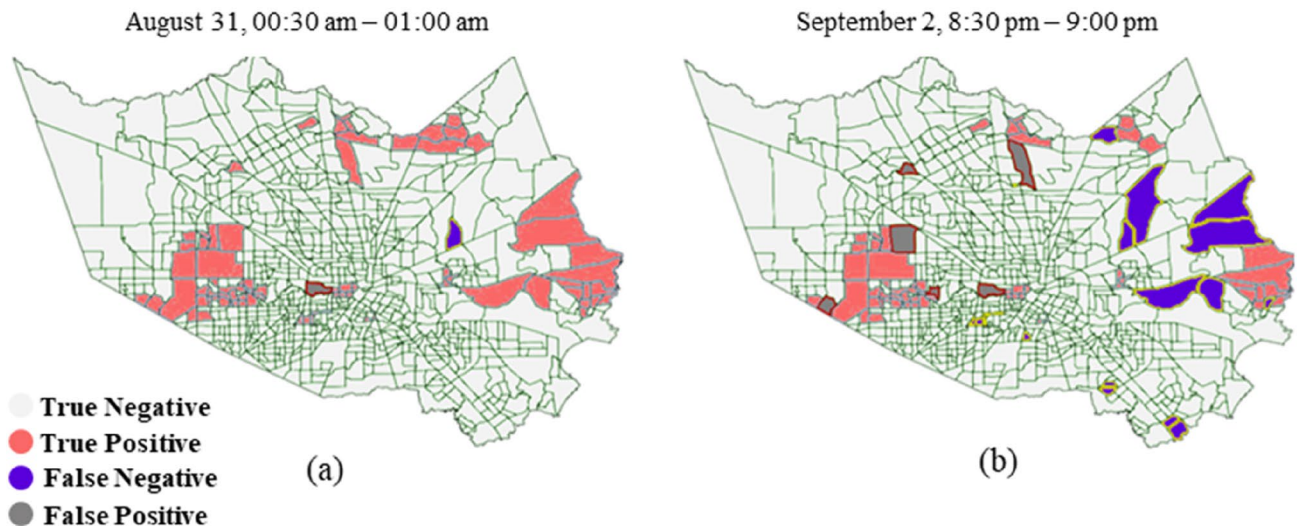 August 31, 00:30 am – 01:00 am
September 2, 8:30 pm – 9:00 pm
True Negative
True Positive
False Negative
False Positive
(a)
(b)